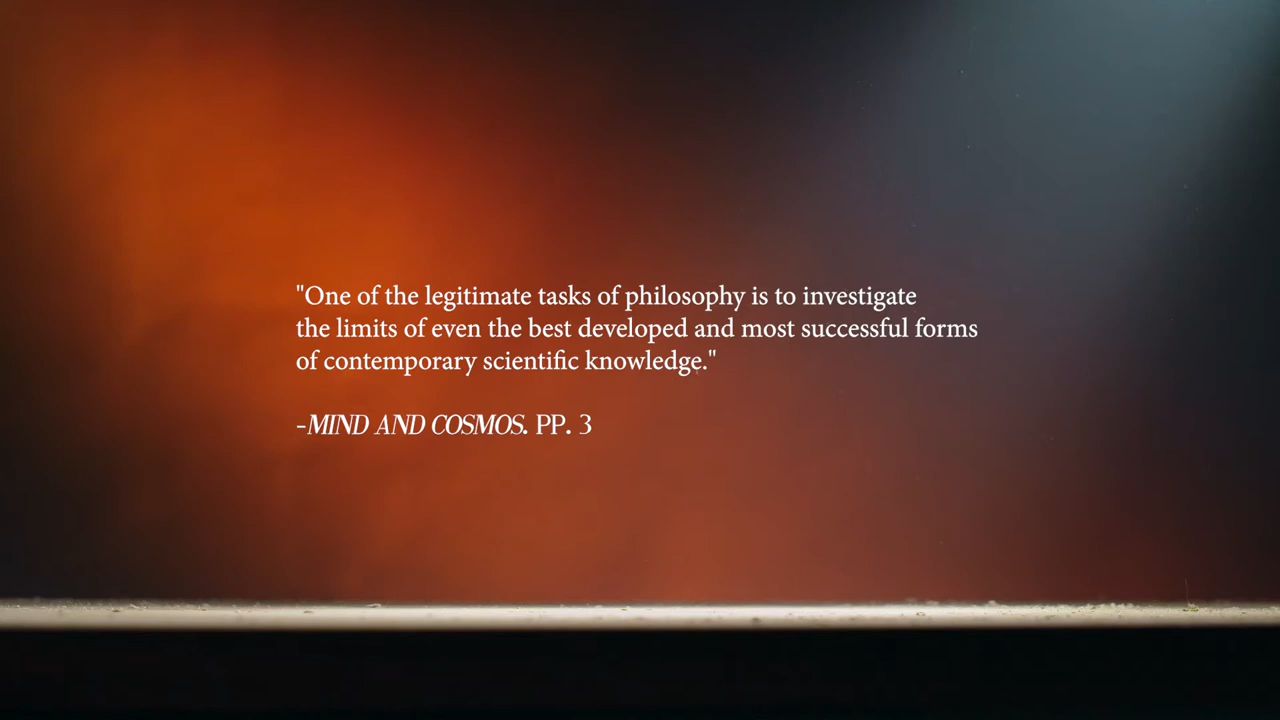 "One of the legitimate tasks of philosophy is to investigate
the limits of even the best developed and most successful forms
of contemporary scientific knowledge."
-MIND AND COSMOS. PP. 3